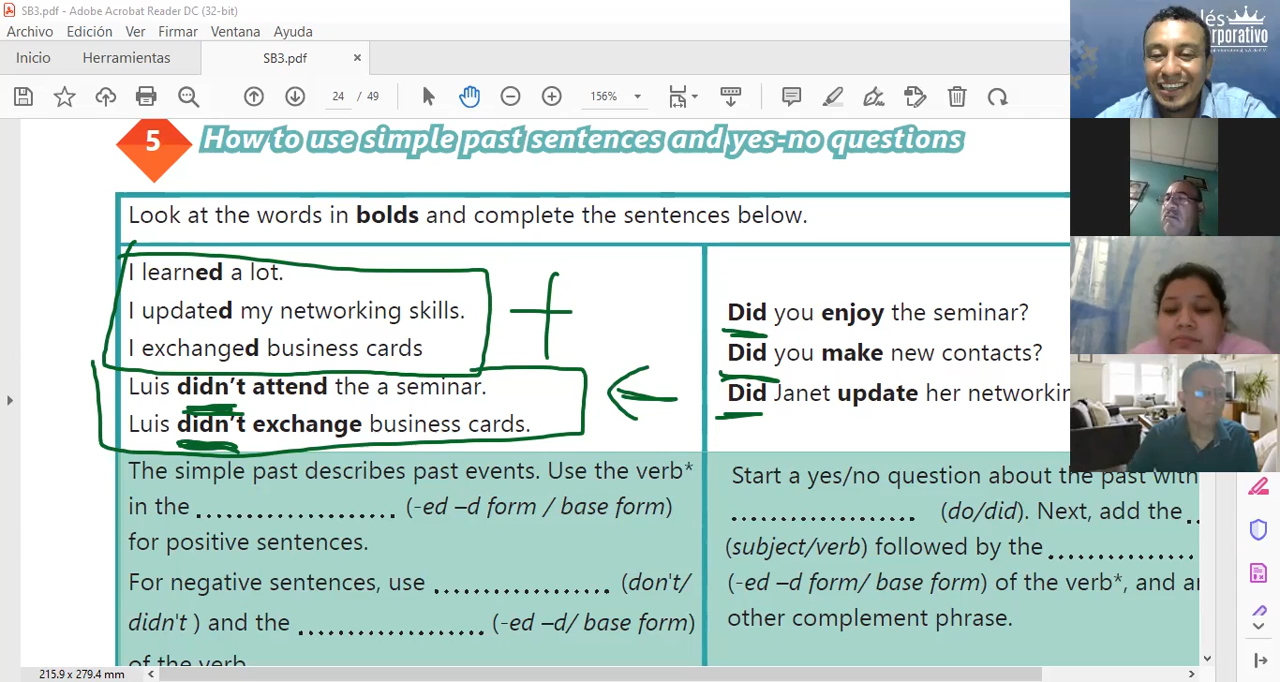 SB3.pdf - Adobe Acrobat Reader DC (32-bit)
Archivo Edición Ver Firmar Ventana Ayuda
Inicio Herramientas SB3.pdf ×
24 / 49 156%
lés
rporativo
5 How to use simple past sentences and yes-no questions
Look at the words in bolds and complete the sentences below.
I learned a lot.
I updated my networking skills.
I exchanged business cards
Luis didn't attend the a seminar.
Luis didn't exchange business cards.
Did you enjoy the seminar?
Did you make new contacts?
Did Janet update her networkin
The simple past describes past events. Use the verb*
in the .................... (-ed –d form / base form)
for positive sentences.
For negative sentences, use .................... (don't/
didn't ) and the .................... (-ed –d/ base form)
of the verb
Start a yes/no question about the past with
.................... (do/did). Next, add the ..
(subject/verb) followed by the ................
(-ed –d form/ base form) of the verb*, and a
other complement phrase.
215.9 x 279.4 mm